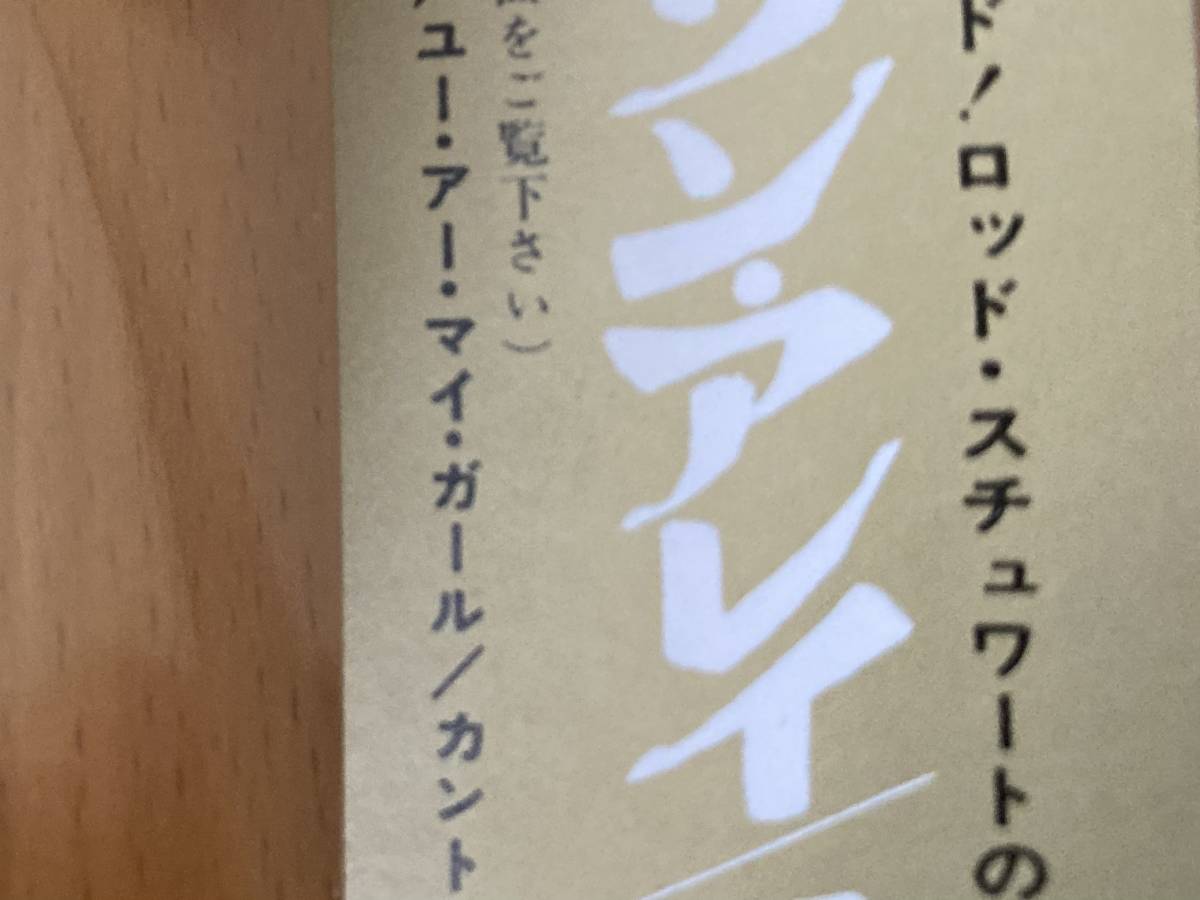 ド!ロッド・スチュワートの
ン・アレイ/
をご覧下さい)
ユー・アー・マイ・ガール/カント